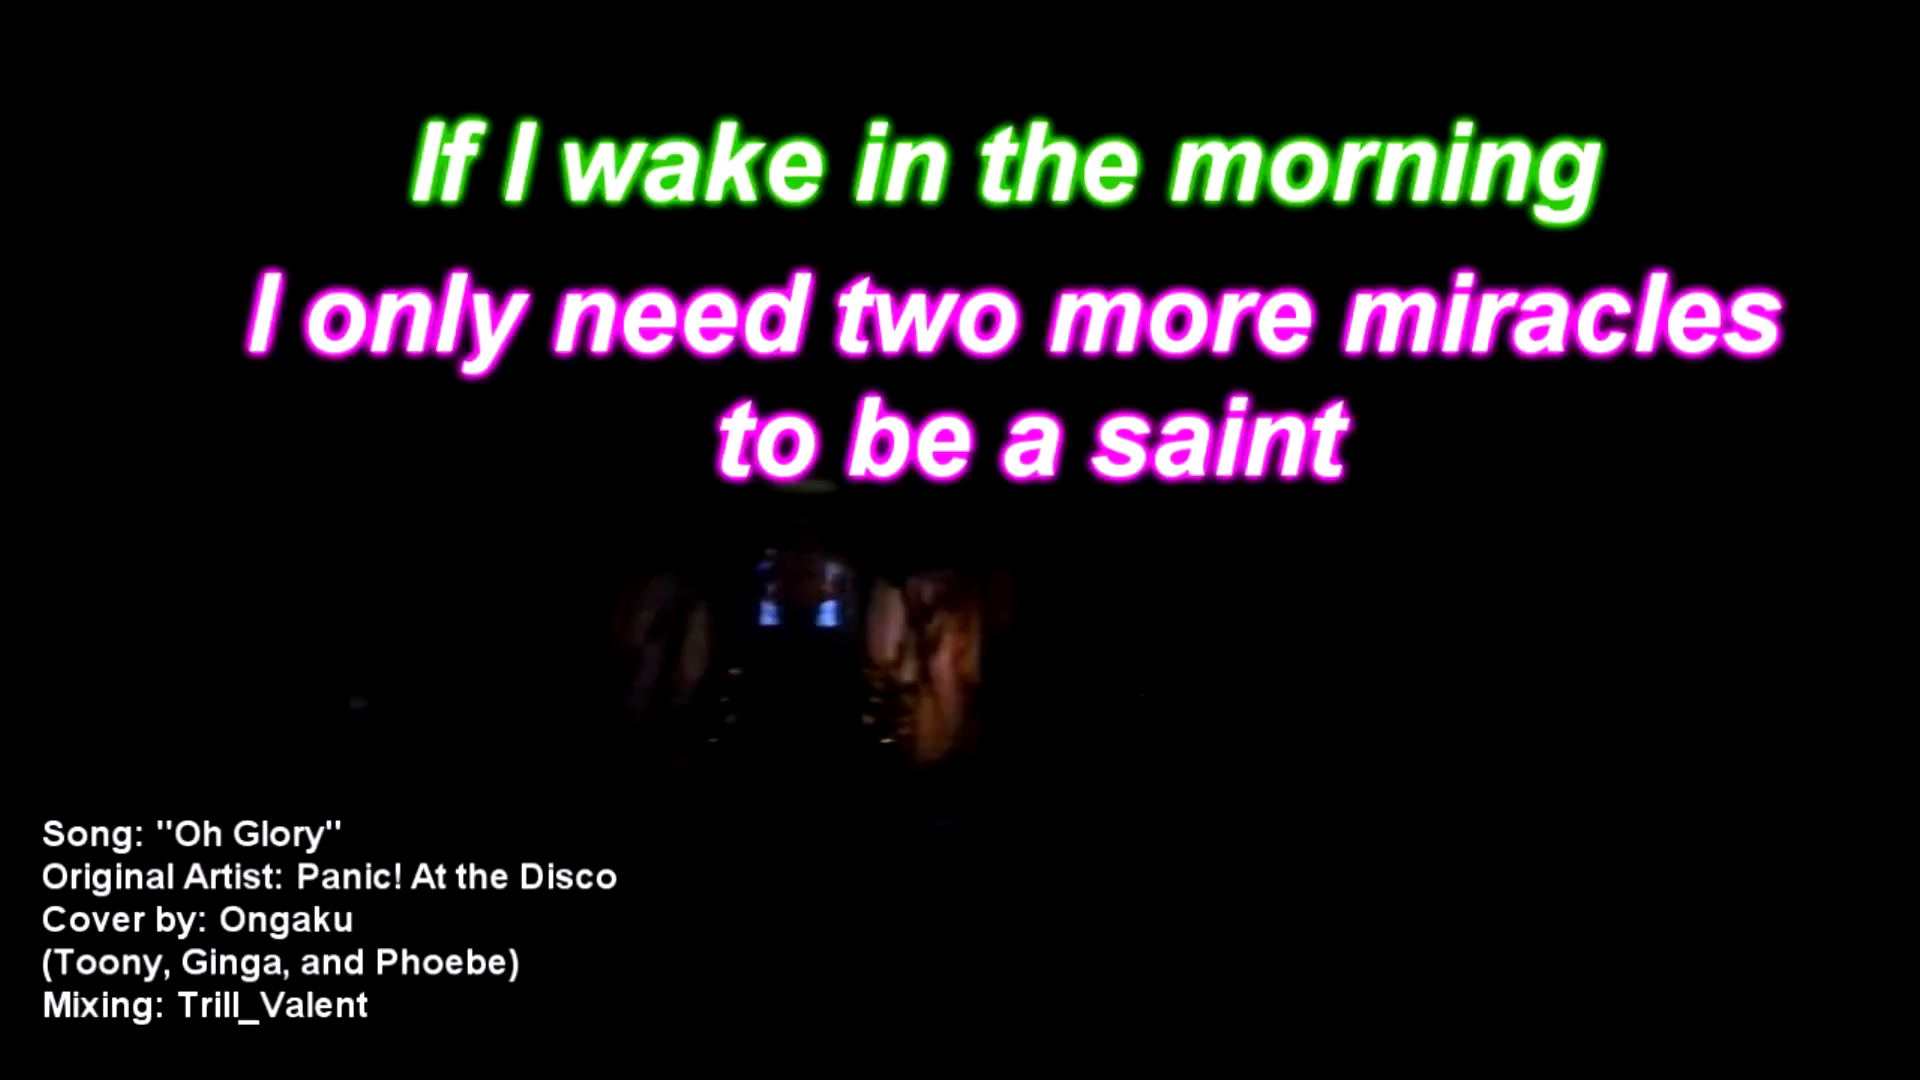 If I wake in the morning
I only need two more miracles
to be a saint
Song: "Oh Glory"
Original Artist: Panic! At the Disco
Cover by: Ongaku
(Toony, Ginga, and Phoebe)
Mixing: Trill_Valent